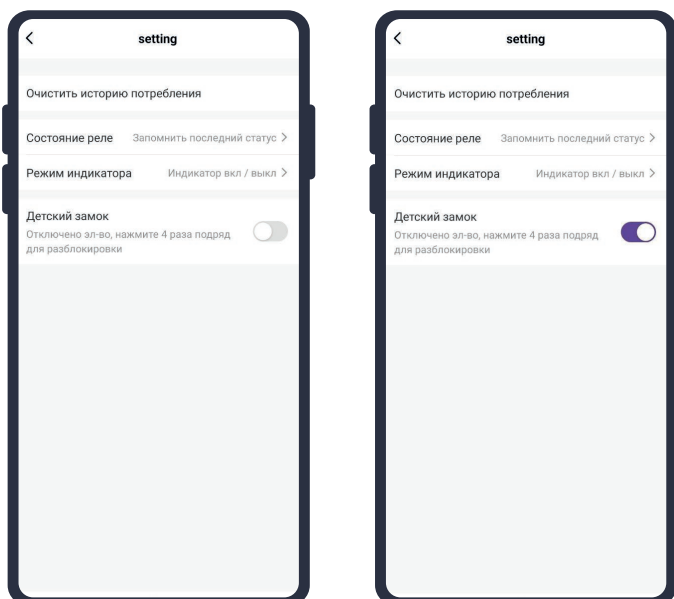 setting
Очистить историю потребления
Состояние реле Запомнить последний статус
Режим индикатора Индикатор вкл / выкл
Детский замок
Отключено эл-во, нажмите 4 раза подряд
для разблокировки
setting
Очистить историю потребления
Состояние реле Запомнить последний статус
Режим индикатора Индикатор вкл / выкл
Детский замок
Отключено эл-во, нажмите 4 раза подряд
для разблокировки